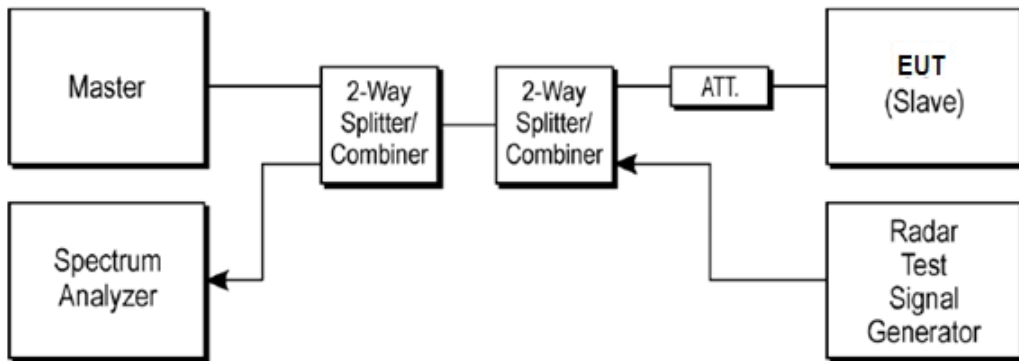 Master
2-Way
Splitter/
Combiner
2-Way
Splitter/
Combiner
ATT.
EUT
(Slave)
Spectrum
Analyzer
Radar
Test
Signal
Generator